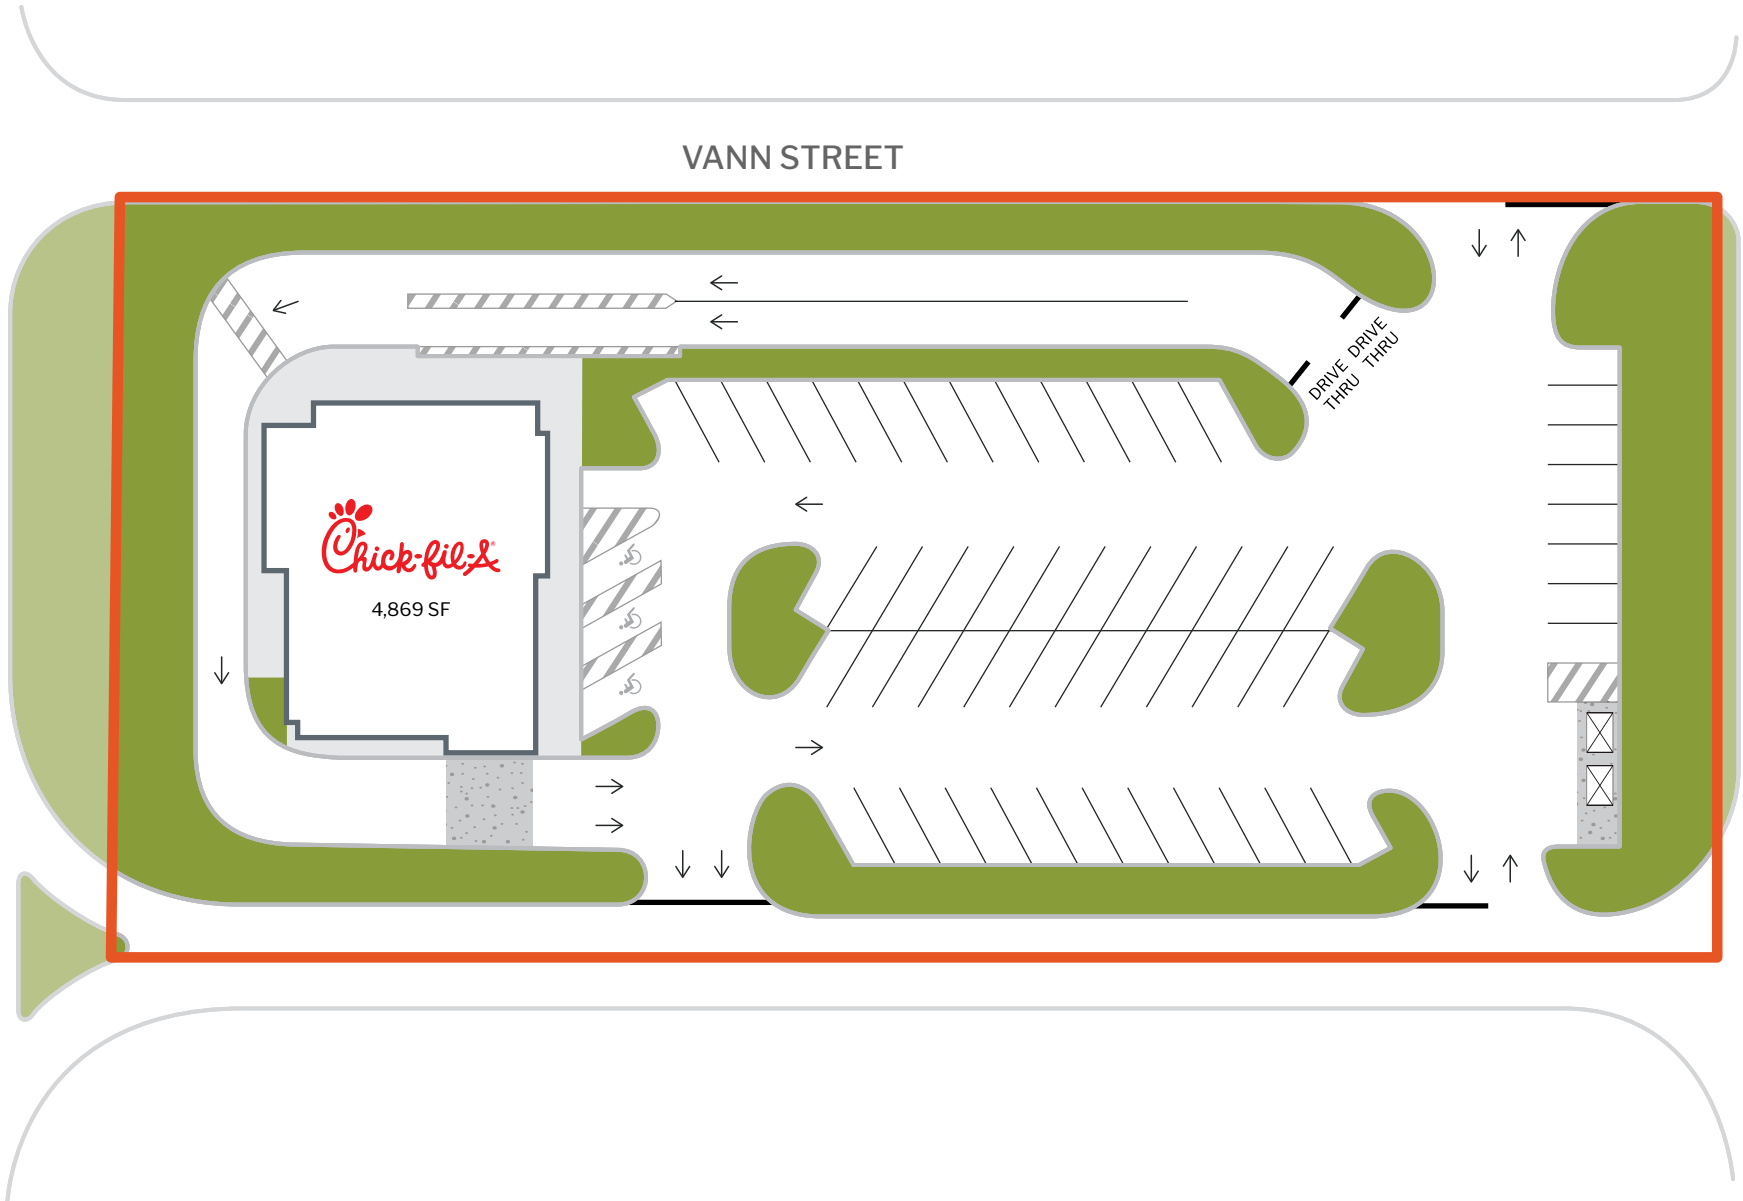 VANN STREET
DRIVE
THRU
DRIVE
THRU
Chick-fil-A®
4,869 SF